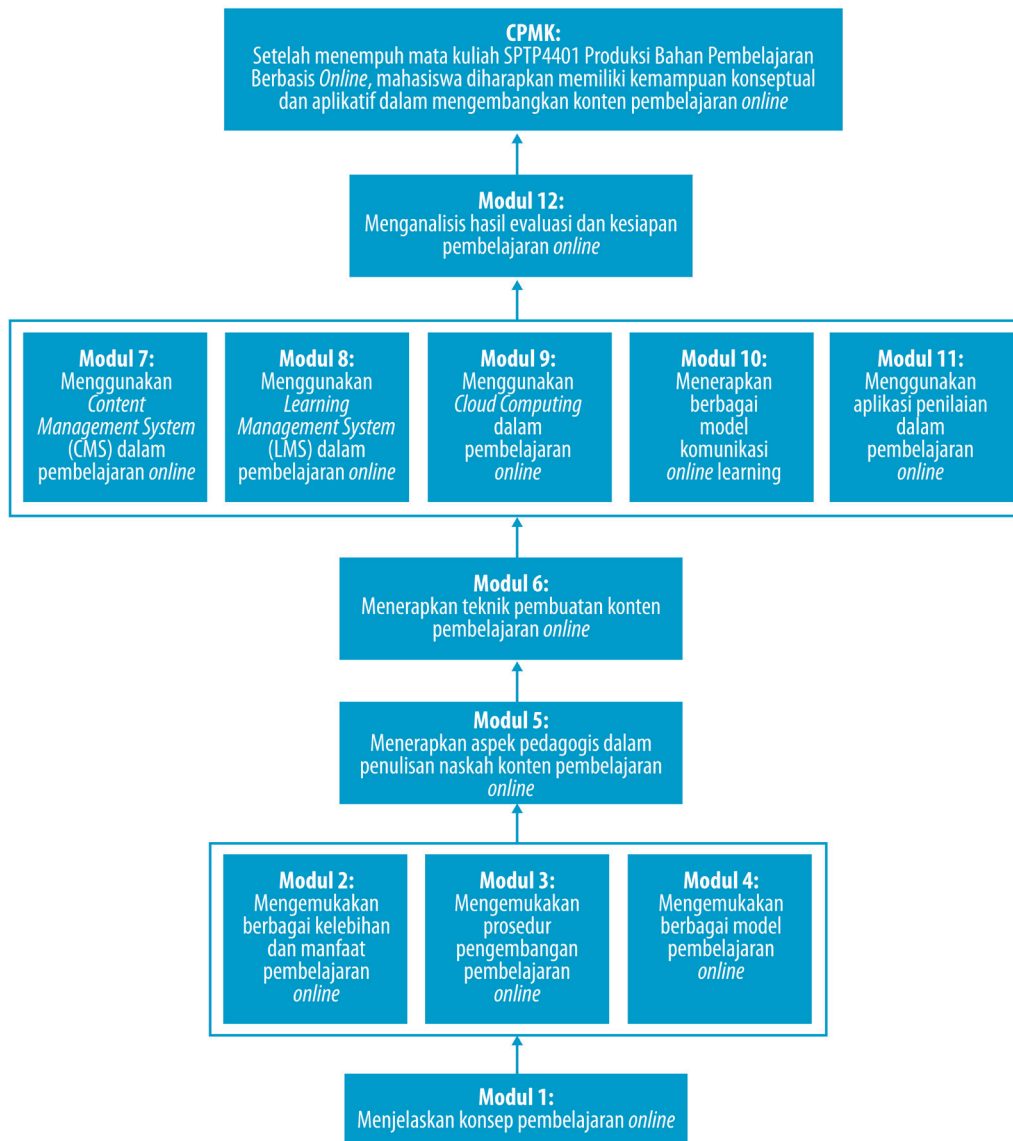 CPMK:
Setelah menempuh mata kuliah SPTP4401 Produksi Bahan Pembelajaran
Berbasis Online, mahasiswa diharapkan memiliki kemampuan konseptual
dan aplikatif dalam mengembangkan konten pembelajaran online
Modul 12:
Menganalisis hasil evaluasi dan kesiapan
pembelajaran online
Modul 7:
Menggunakan
Content
Management System
(CMS) dalam
pembelajaran online
Modul 8:
Menggunakan
Learning
Management System
(LMS) dalam
pembelajaran online
Modul 9:
Menggunakan
Cloud Computing
dalam
pembelajaran
online
Modul 10:
Menerapkan
berbagai
model
komunikasi
online learning
Modul 11:
Menggunakan
aplikasi penilaian
dalam
pembelajaran
online
Modul 6:
Menerapkan teknik pembuatan konten
pembelajaran online
Modul 5:
Menerapkan aspek pedagogis dalam
penulisan naskah konten pembelajaran
online
Modul 2:
Mengemukakan
berbagai kelebihan
dan manfaat
pembelajaran
online
Modul 3:
Mengemukakan
prosedur
pengembangan
pembelajaran
online
Modul 4:
Mengemukakan
berbagai model
pembelajaran
online
Modul 1:
Menjelaskan konsep pembelajaran online